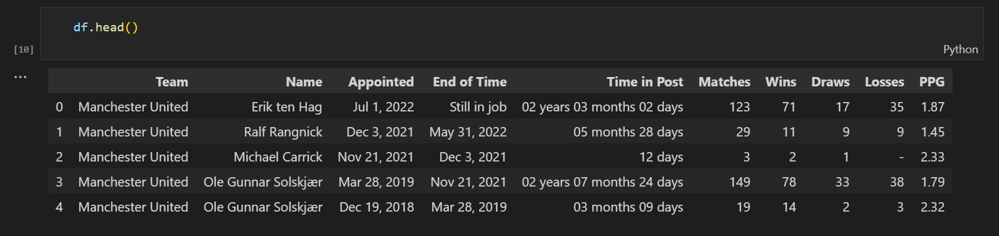 df.head()
[10]
Python
...
Team Name Appointed End of Time Time in Post Matches Wins Draws Losses PPG
0 Manchester United Erik ten Hag Jul 1, 2022 Still in job 02 years 03 months 02 days 123 71 17 35 1.87
1 Manchester United Ralf Rangnick Dec 3, 2021 May 31, 2022 05 months 28 days 29 11 9 9 1.45
2 Manchester United Michael Carrick Nov 21, 2021 Dec 3, 2021 12 days 3 2 1 - 2.33
3 Manchester United Ole Gunnar Solskjær Mar 28, 2019 Nov 21, 2021 02 years 07 months 24 days 149 78 33 38 1.79
4 Manchester United Ole Gunnar Solskjær Dec 19, 2018 Mar 28, 2019 03 months 09 days 19 14 2 3 2.32